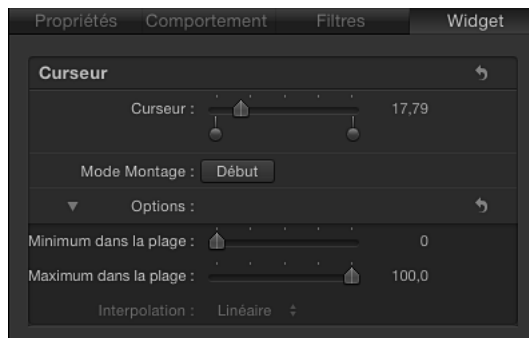 Propriétés Comportement Filtres Widget
Curseur
Curseur : 17,79
Mode Montage : Début
Options :
Minimum dans la plage : 0
Maximum dans la plage : 100,0
Interpolation : Linéaire